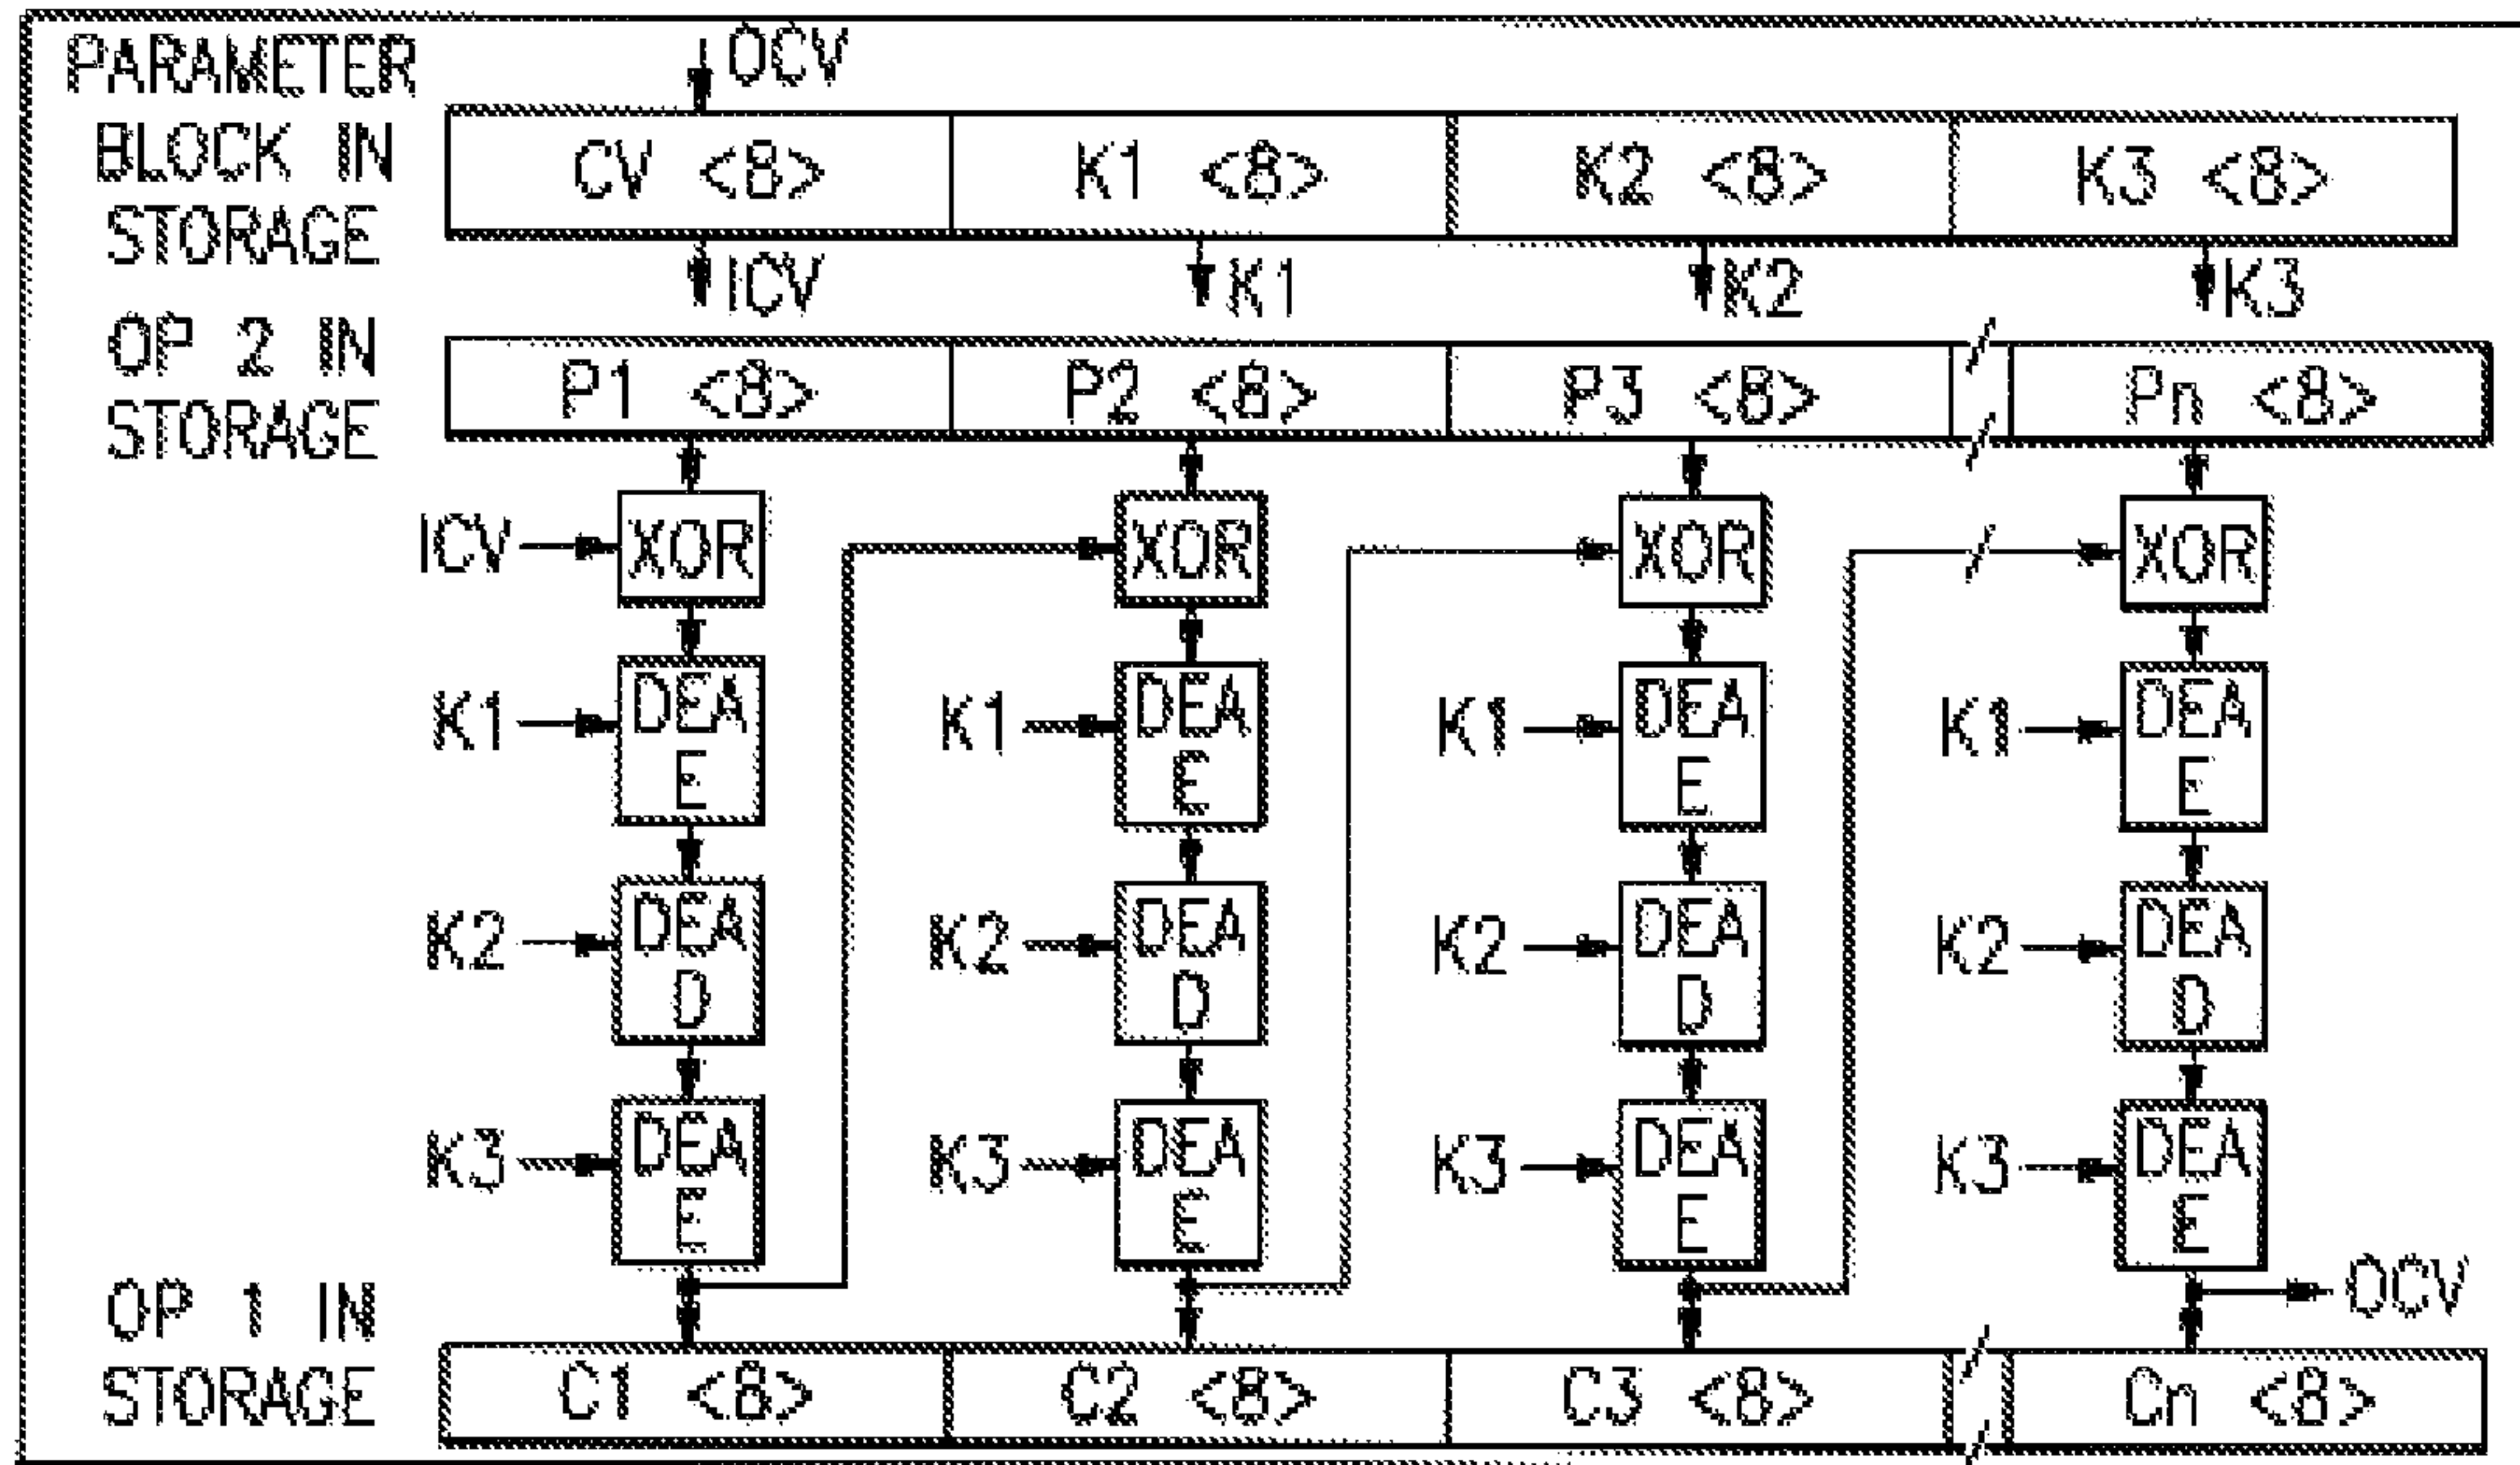 PARAMETER
BLOCK IN
STORAGE
OCV
CV <8> K1 <8> K2 <8> K3 <8>
ICV K1 K2 K3
OP 2 IN
STORAGE
P1 <8> P2 <8> P3 <8> Pn <8>
ICV XOR XOR XOR XOR
K1 DEA K1 DEA K1 DEA K1 DEA
E E E E
K2 DEA K2 DEA K2 DEA K2 DEA
D D D D
K3 DEA K3 DEA K3 DEA K3 DEA
E E E E
OCV
OP 1 IN
STORAGE
C1 <8> C2 <8> C3 <8> Cn <8>